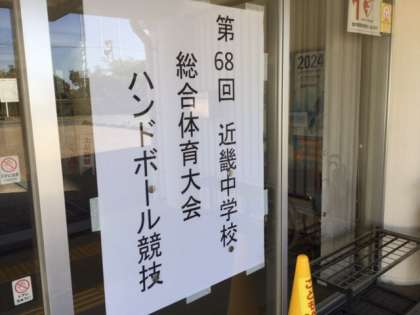 第68回 近畿中学校
総合体育大会
ハンドボール競技
2024